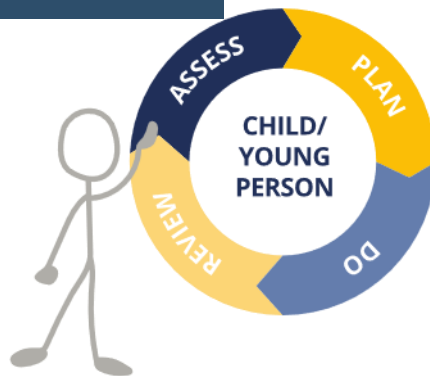 ASSESS
PLAN
CHILD/
YOUNG
PERSON
REVIEW
DO